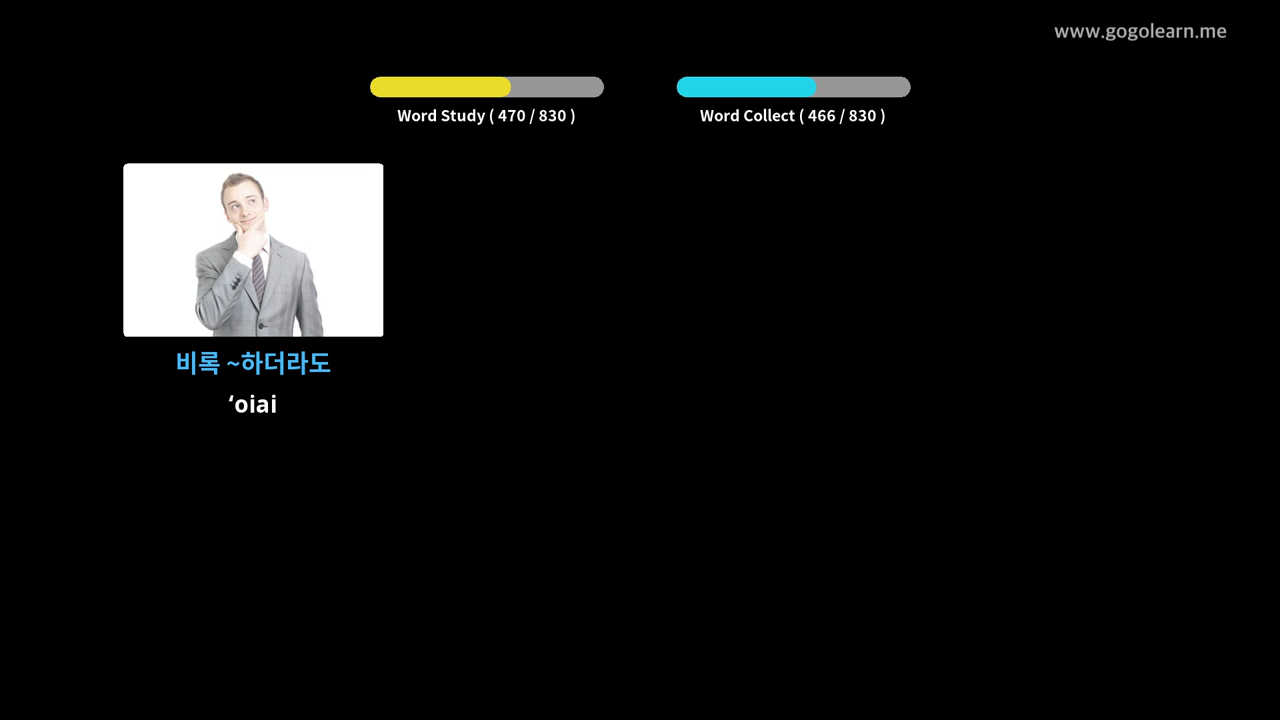 www.gogolearn.me
Word Study ( 470 / 830 )
Word Collect ( 466 / 830 )
비록 ~하더라도
‘oiai